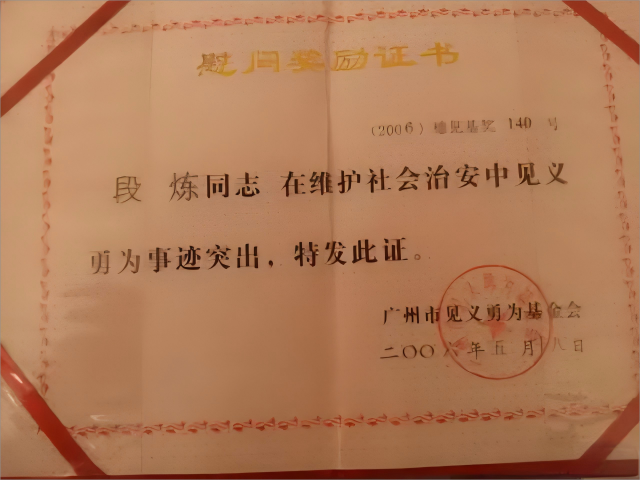 慰问奖励证书
(2006)穗见基奖 140 号
段 炼同志 在维护社会治安中见义
勇为事迹突出，特发此证。
广州市见义勇为基金会
二〇〇六年五月八日